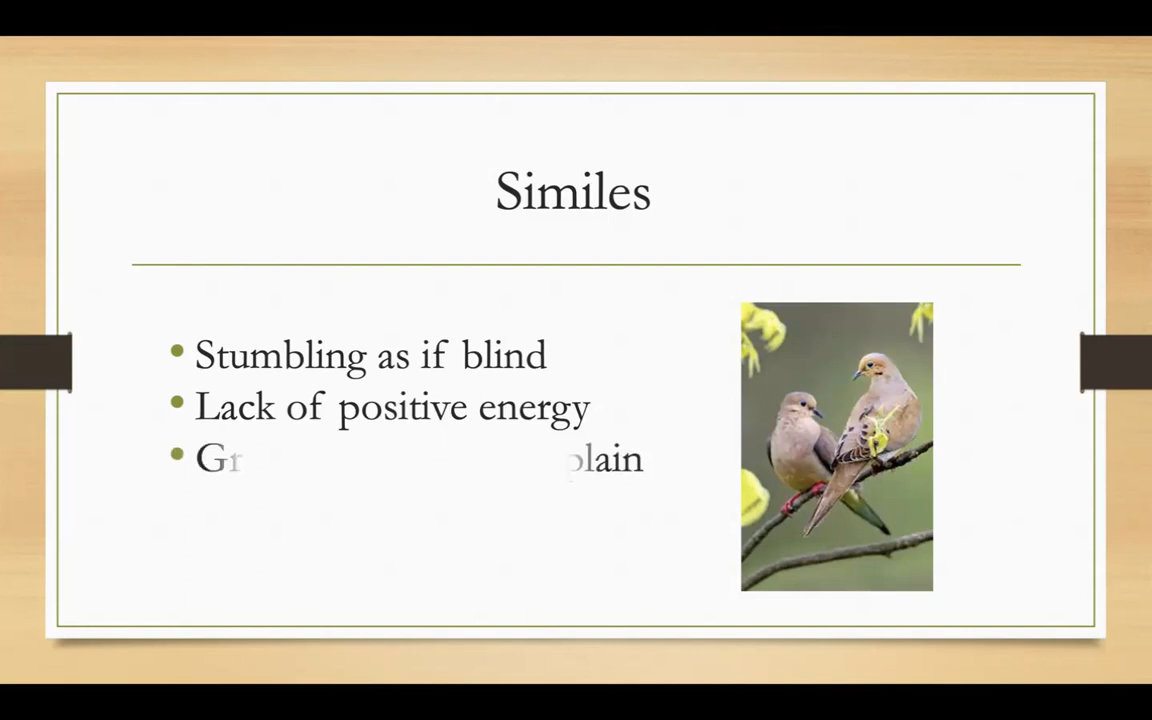 Similes
• Stumbling as if blind
• Lack of positive energy